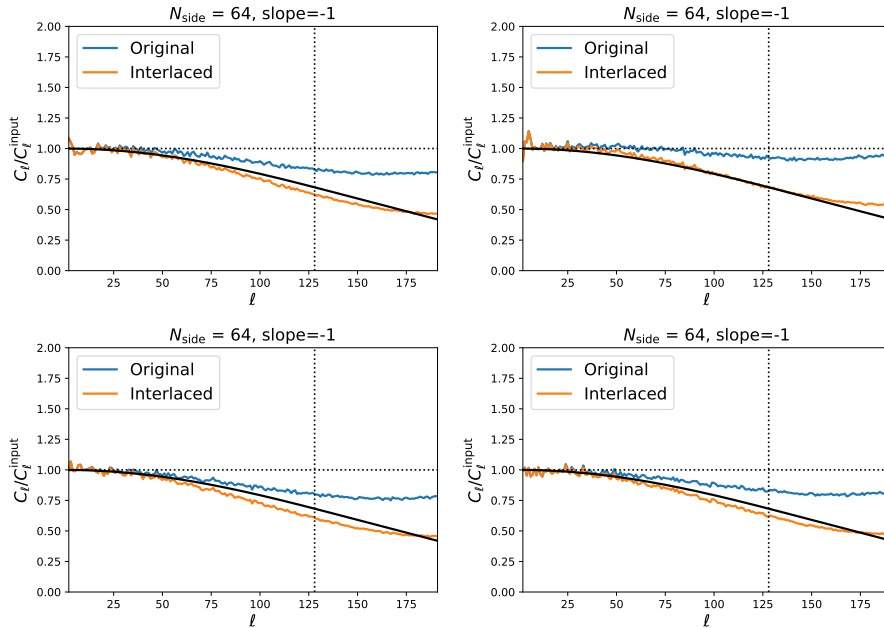 N_side = 64, slope=-1
2.00
1.75
1.50
1.25
1.00
0.75
0.50
0.25
0.00
C_ℓ/C_ℓ^input
Original
Interlaced
25 50 75 100 125 150 175
ℓ
N_side = 64, slope=-1
2.00
1.75
1.50
1.25
1.00
0.75
0.50
0.25
0.00
C_ℓ/C_ℓ^input
Original
Interlaced
25 50 75 100 125 150 175
ℓ
N_side = 64, slope=-1
2.00
1.75
1.50
1.25
1.00
0.75
0.50
0.25
0.00
C_ℓ/C_ℓ^input
Original
Interlaced
25 50 75 100 125 150 175
ℓ
N_side = 64, slope=-1
2.00
1.75
1.50
1.25
1.00
0.75
0.50
0.25
0.00
C_ℓ/C_ℓ^input
Original
Interlaced
25 50 75 100 125 150 175
ℓ